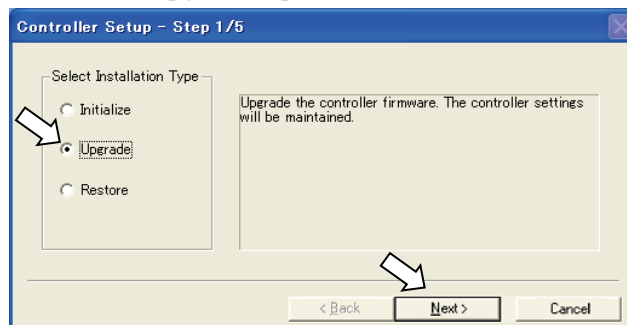 Controller Setup - Step 1/5
Select Installation Type
Initialize
Upgrade
Restore
Upgrade the controller firmware. The controller settings
will be maintained.
< Back
Next >
Cancel